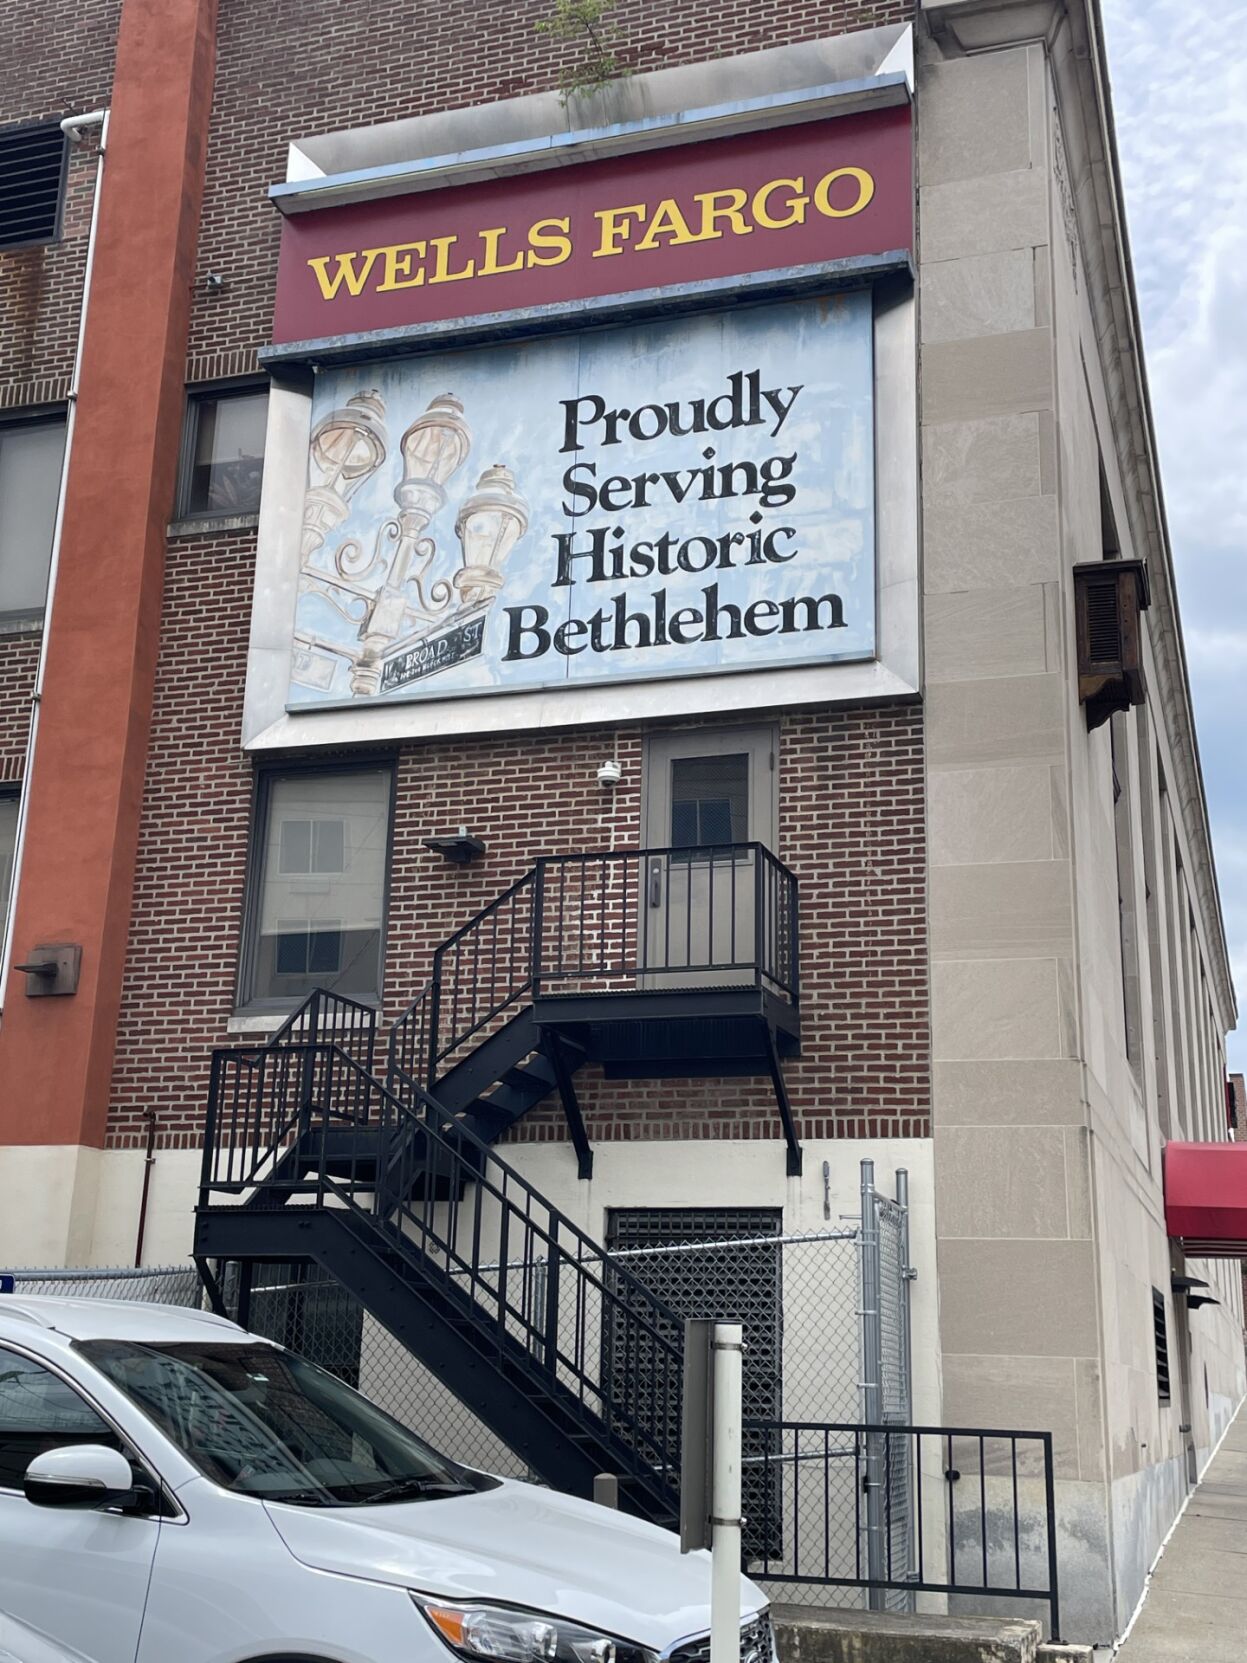 WELLS FARGO
Proudly
Serving
Historic
Bethlehem
BROAD ST